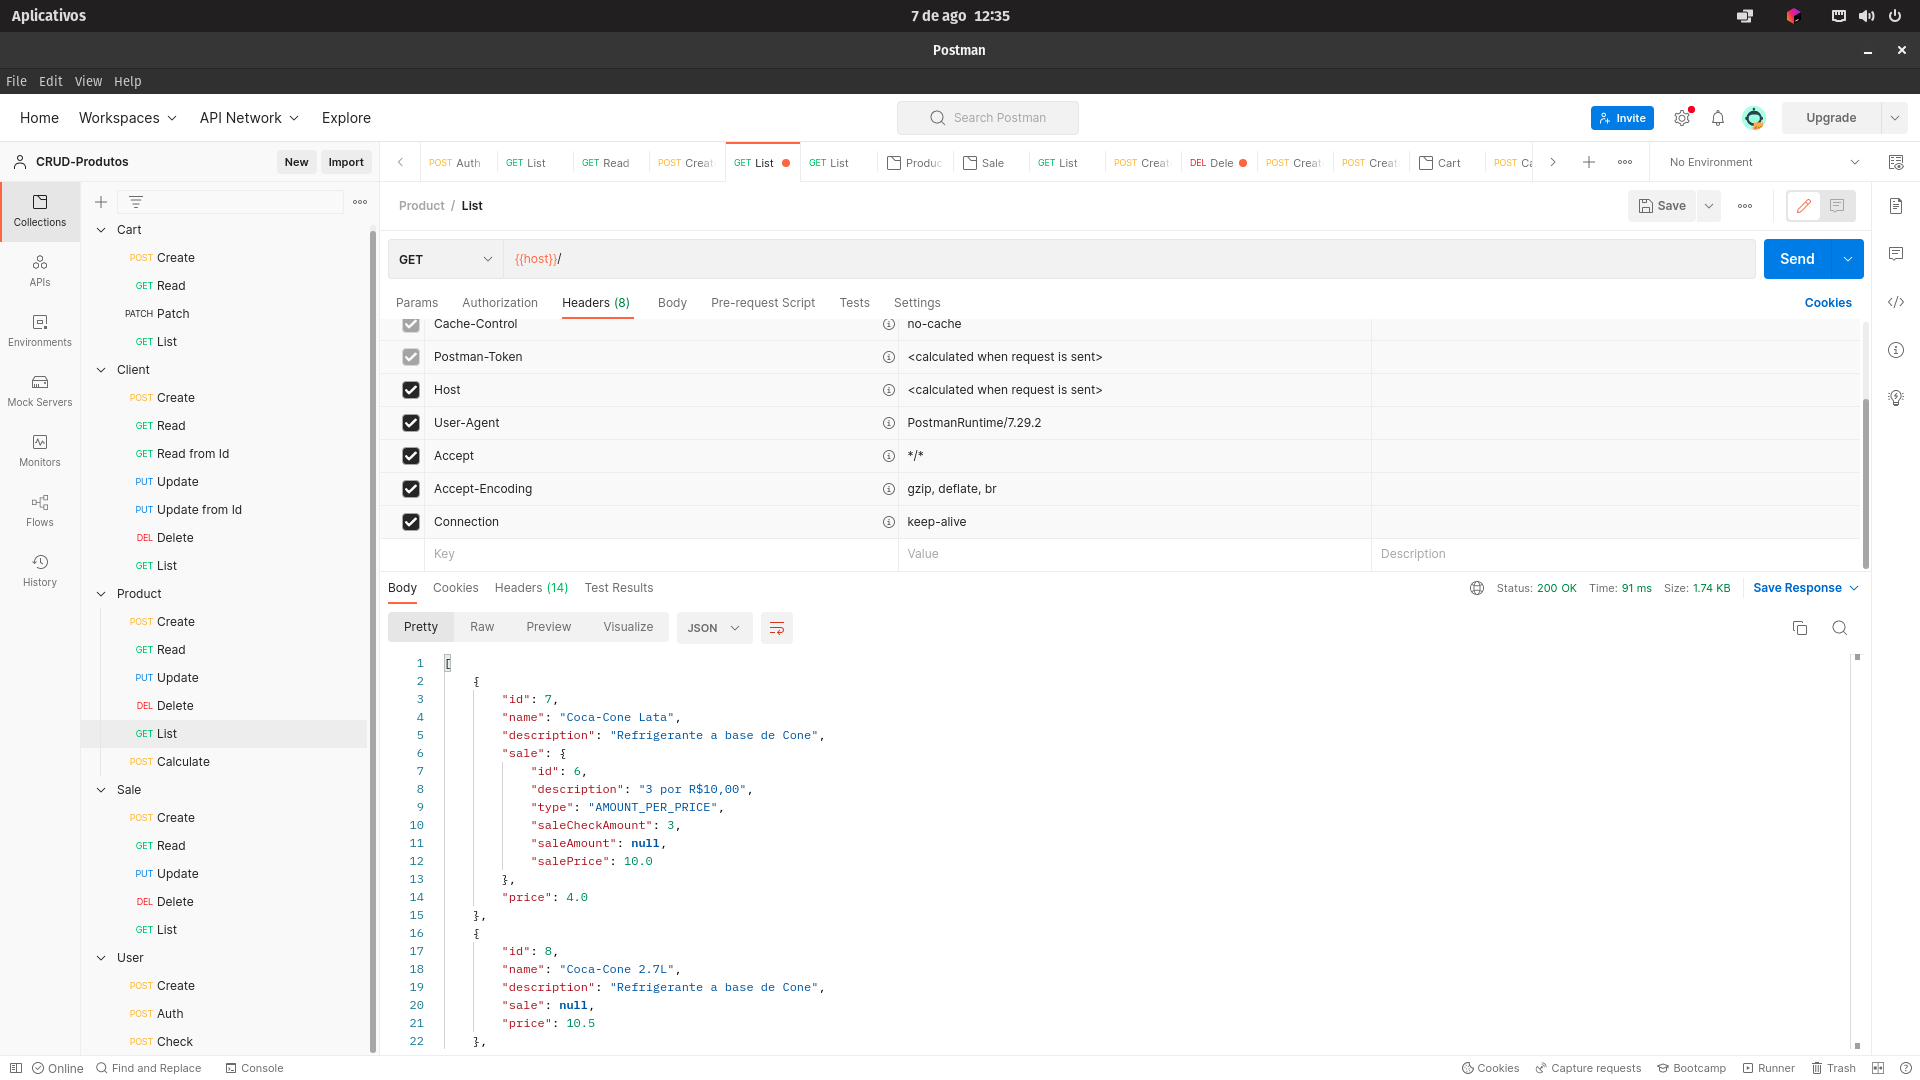 Aplicativos
7 de ago 12:35
Postman
File Edit View Help
Home Workspaces API Network Explore
Search Postman
Invite
Upgrade
CRUD-Produtos
New Import
POST Auth GET List GET Read POST Creat GET List GET List Produc Sale GET List POST Creat DEL Dele POST Creat POST Creat Cart POST Ca
No Environment
Collections
APIs
Environments
Mock Servers
Monitors
Flows
History
Cart
POST Create
GET Read
PATCH Patch
GET List
Client
POST Create
GET Read
GET Read from Id
PUT Update
PUT Update from Id
DEL Delete
GET List
Product
POST Create
GET Read
PUT Update
DEL Delete
GET List
POST Calculate
Sale
POST Create
GET Read
PUT Update
DEL Delete
GET List
User
POST Create
POST Auth
POST Check
Product / List
Save
GET {{host}}/
Send
Params Authorization Headers (8) Body Pre-request Script Tests Settings
Cookies
Cache-Control no-cache
Postman-Token <calculated when request is sent>
Host <calculated when request is sent>
User-Agent PostmanRuntime/7.29.2
Accept */*
Accept-Encoding gzip, deflate, br
Connection keep-alive
Key Value Description
Body Cookies Headers (14) Test Results
Status: 200 OK Time: 91 ms Size: 1.74 KB Save Response
Pretty Raw Preview Visualize JSON
1 [
2 {
3 "id": 7,
4 "name": "Coca-Cone Lata",
5 "description": "Refrigerante a base de Cone",
6 "sale": {
7 "id": 6,
8 "description": "3 por R$10,00",
9 "type": "AMOUNT_PER_PRICE",
10 "saleCheckAmount": 3,
11 "saleAmount": null,
12 "salePrice": 10.0
13 },
14 "price": 4.0
15 },
16 {
17 "id": 8,
18 "name": "Coca-Cone 2.7L",
19 "description": "Refrigerante a base de Cone",
20 "sale": null,
21 "price": 10.5
22 },
Online Find and Replace Console
Cookies Capture requests Bootcamp Runner Trash